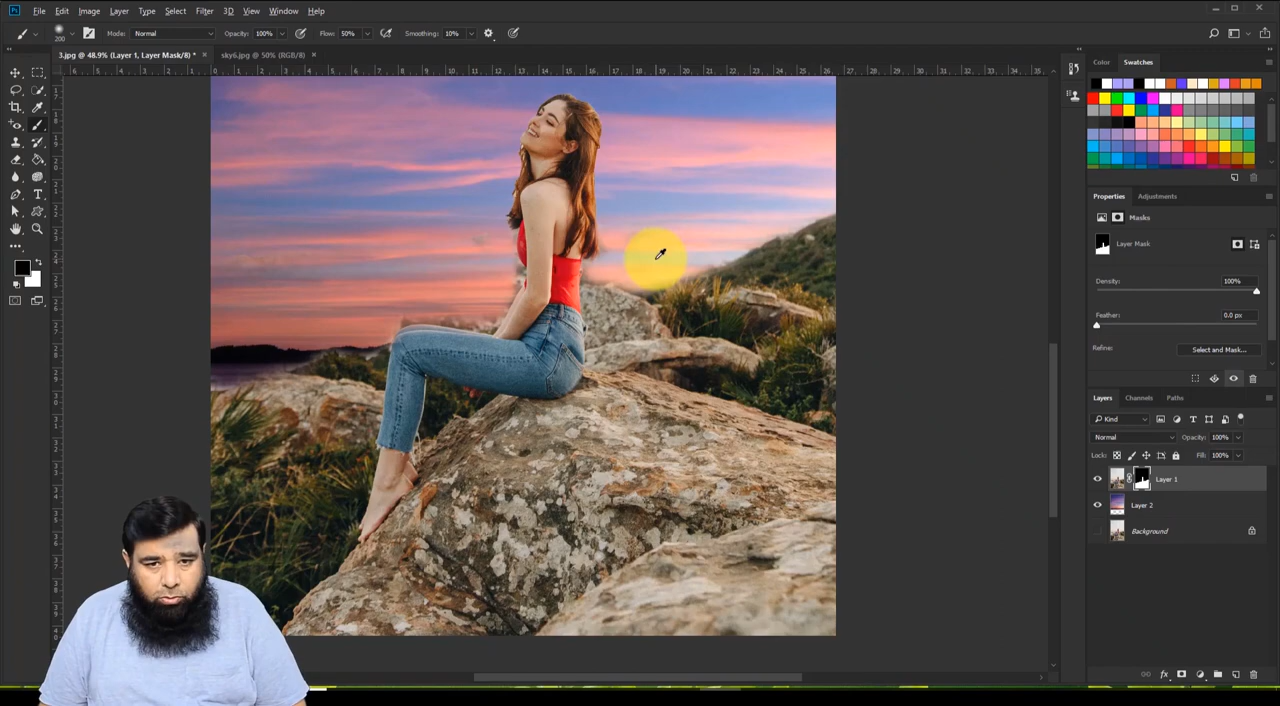 Ps File Edit Image Layer Type Select Filter 3D View Window Help
200 Mode: Normal Opacity: 100% Flow: 50% Smoothing: 10%
3.jpg @ 48.9% (Layer 1, Layer Mask/8) * × sky6.jpg @ 50% (RGB/8) ×
Color Swatches
Properties Adjustments
Masks
Layer Mask
Density: 100%
Feather: 0.0 px
Refine: Select and Mask...
Layers Channels Paths
Kind
Normal Opacity: 100%
Lock: Fill: 100%
Layer 1
Layer 2
Background